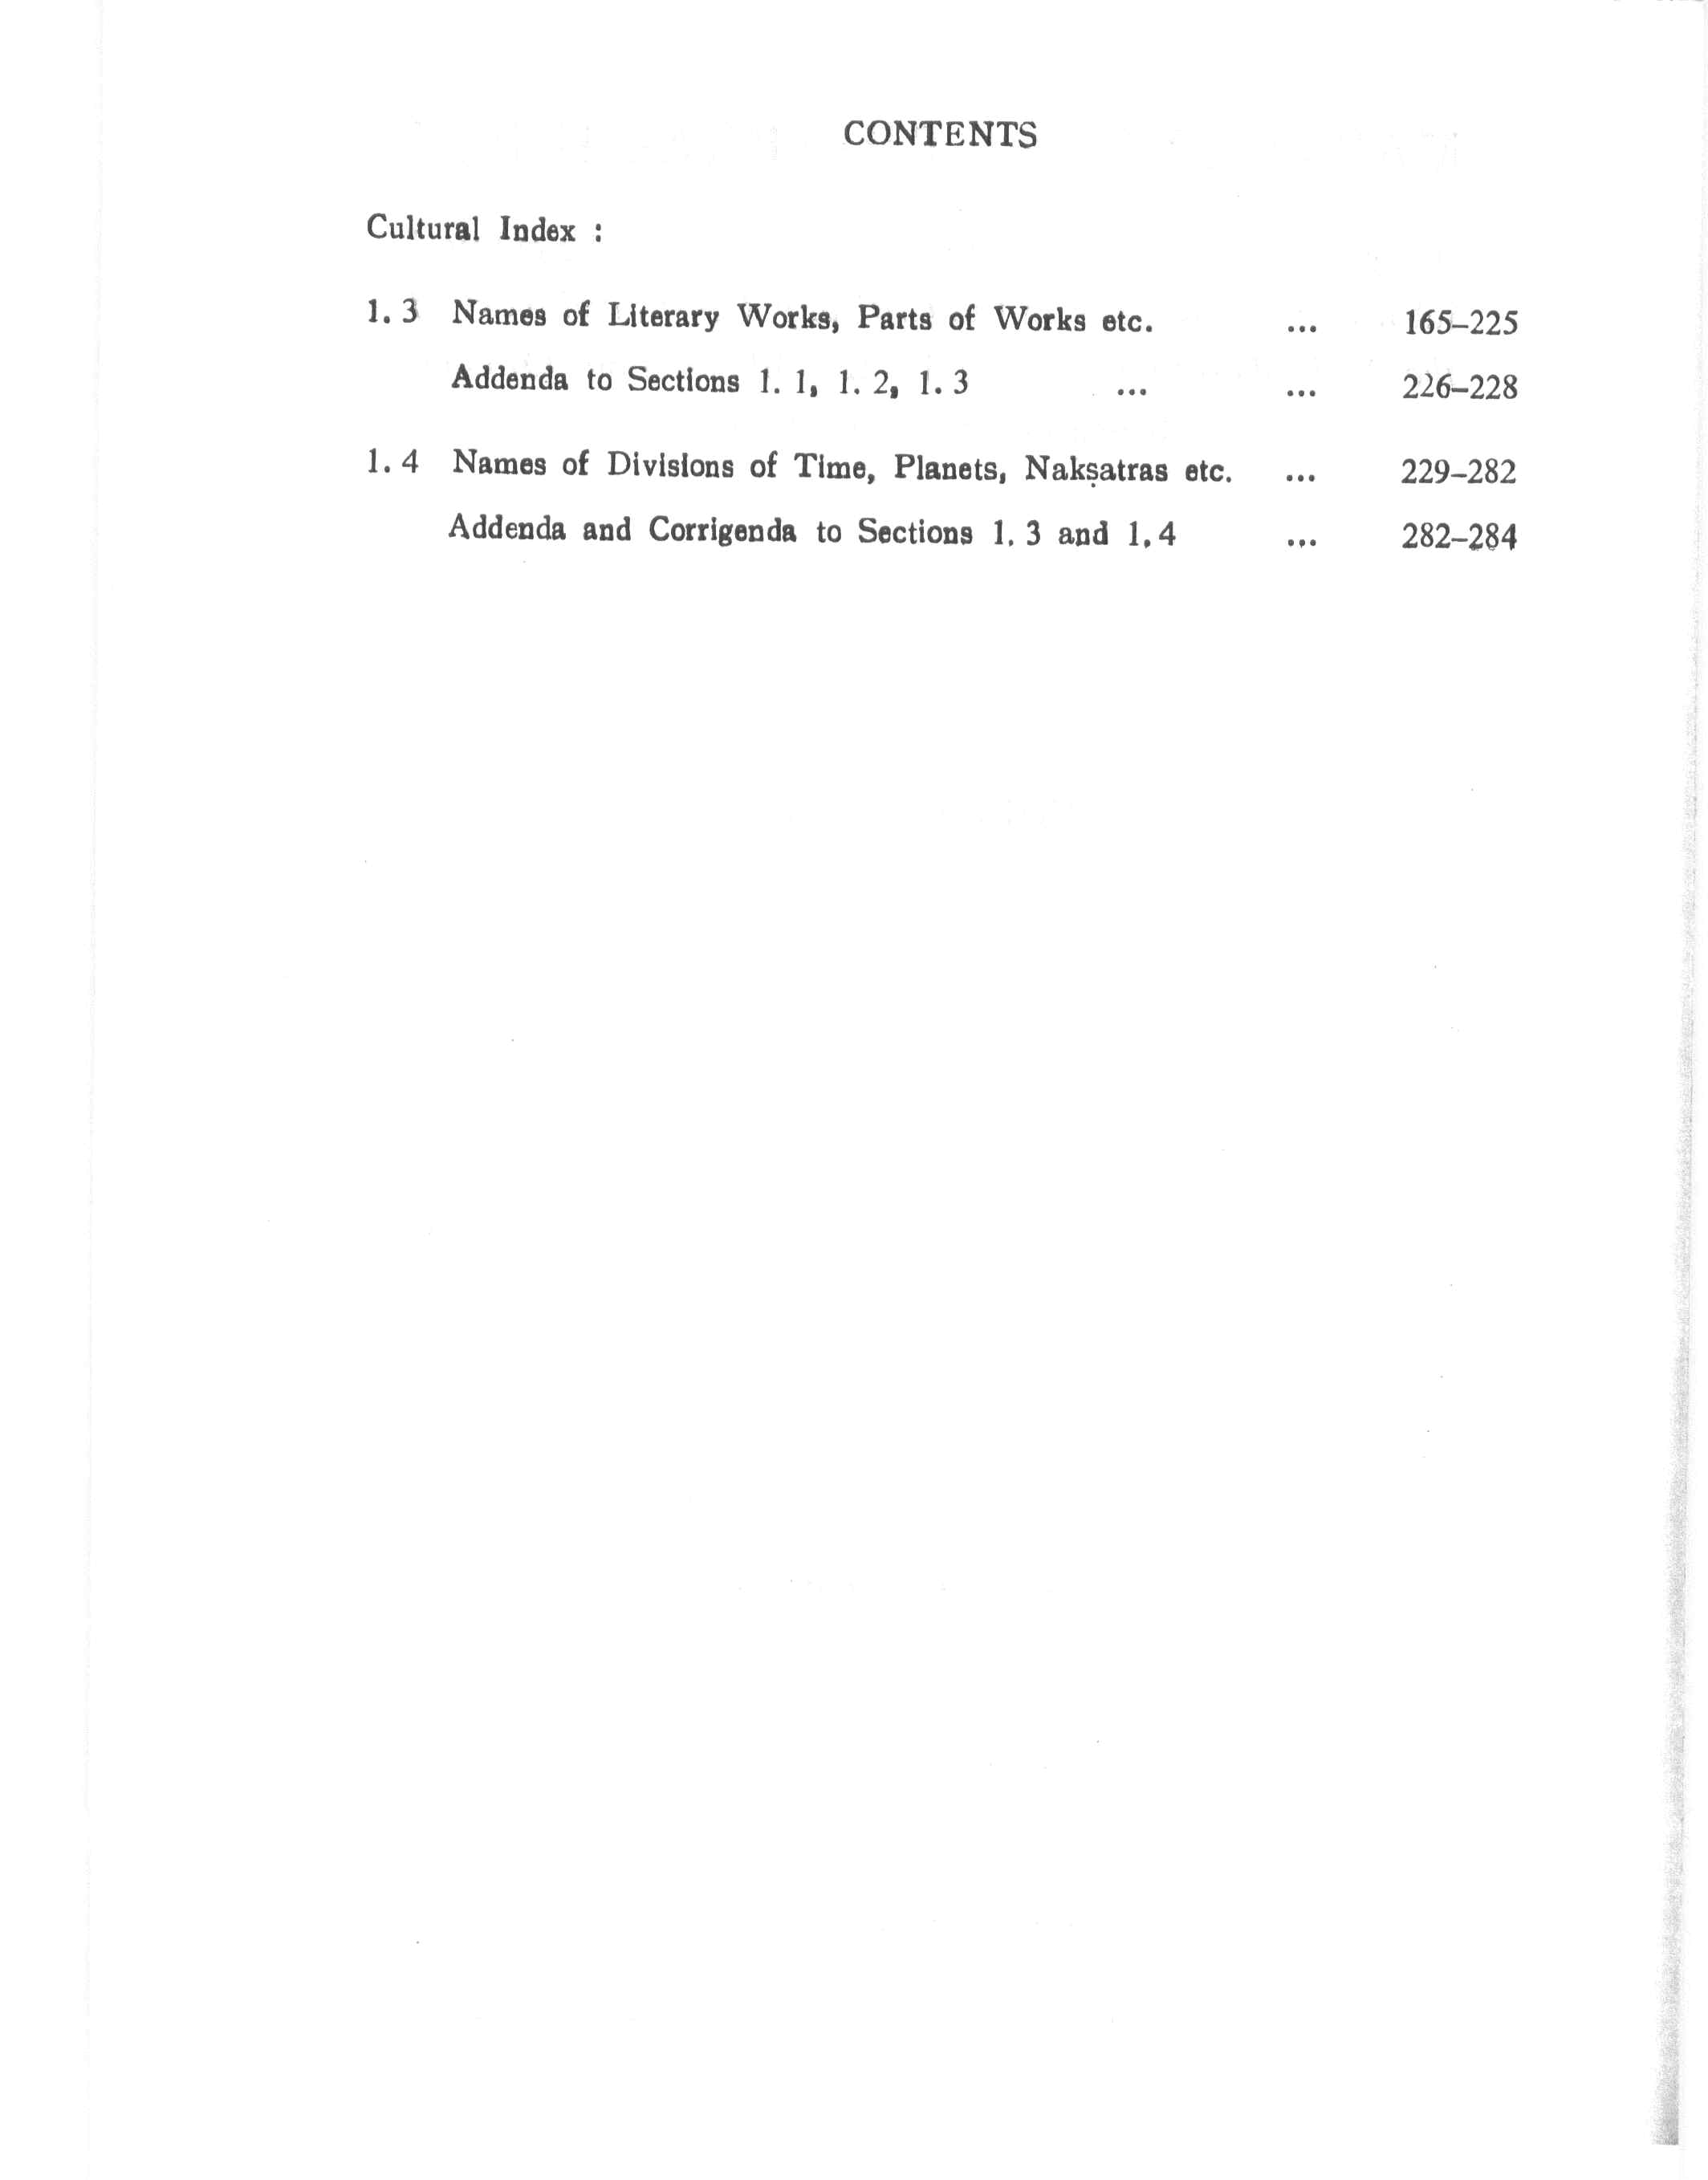 CONTENTS
Cultural Index :
1. 3 Names of Literary Works, Parts of Works etc. ... 165–225
Addenda to Sections 1. 1, 1. 2, 1. 3 ... ... 226–228
1. 4 Names of Divisions of Time, Planets, Nakṣatras etc. ... 229–282
Addenda and Corrigenda to Sections 1. 3 and 1. 4 ... 282–284